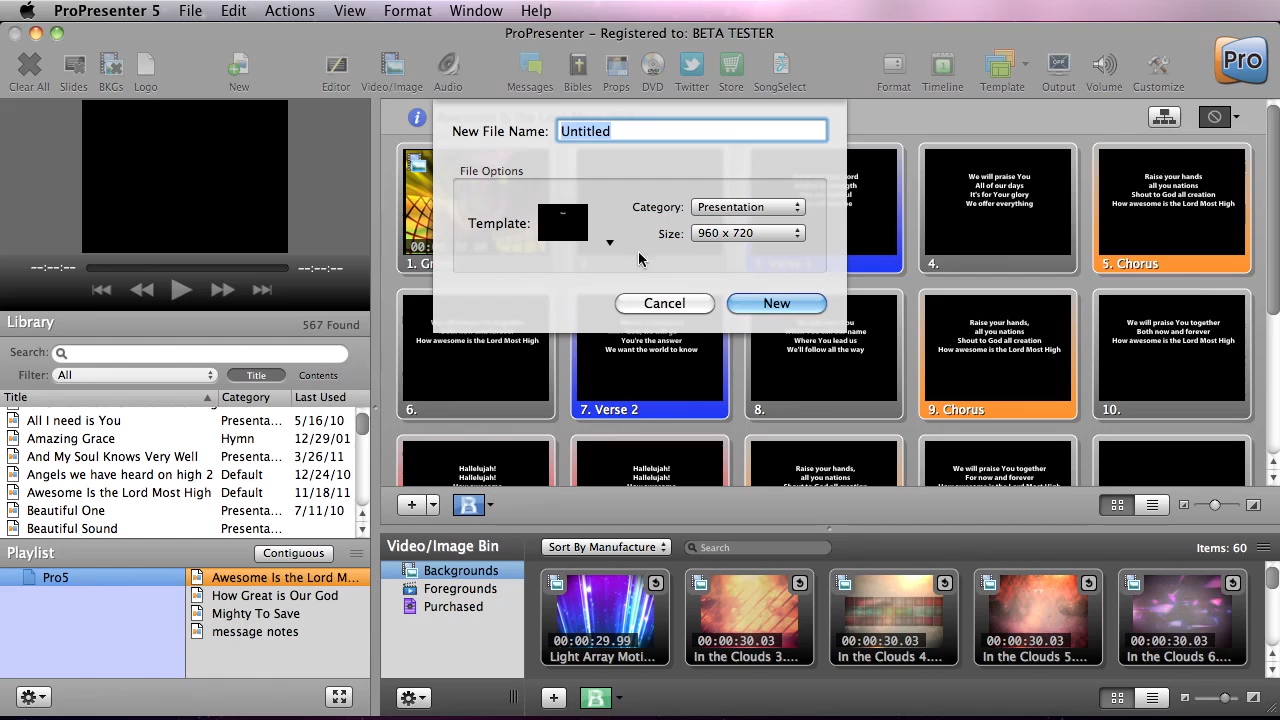 ProPresenter 5 File Edit Actions View Format Window Help
ProPresenter - Registered to: BETA TESTER
Clear All Slides BKGs Logo New Editor Video/Image Audio Messages Bibles Props DVD Twitter Store SongSelect Format Timeline Template Output Volume Customize
Pro
New File Name: Untitled
File Options
Template:
Category: Presentation
Size: 960 x 720
Cancel New
We will praise You
All of our days
It's for Your glory
We offer everything
4.
Raise your hands
all you nations
Shout to God all creation
How awesome is the Lord Most High
5. Chorus
How awesome is the Lord Most High
6.
You're the answer
We want the world to know
7. Verse 2
Where You lead us
We'll follow all the way
8.
Raise your hands,
all you nations
Shout to God all creation
How awesome is the Lord Most High
9. Chorus
We will praise You together
Both now and forever
How awesome is the Lord Most High
10.
Hallelujah!
Hallelujah!
Hallelujah!
Hallelujah!
Raise your hands,
all you nations
Shout to God all creation
We will praise You together
For now and forever
--:--:-- --:--:--
Library 567 Found
Search:
Filter: All Title Contents
Title Category Last Used
All I need is You Presenta... 5/16/10
Amazing Grace Hymn 12/29/01
And My Soul Knows Very Well Presenta... 3/26/11
Angels we have heard on high 2 Default 12/24/10
Awesome Is the Lord Most High Default 11/18/11
Beautiful One Presenta... 7/11/10
Beautiful Sound Presenta...
Playlist Contiguous
Pro5
Awesome Is the Lord M...
How Great is Our God
Mighty To Save
message notes
Video/Image Bin Sort By Manufacture Search Items: 60
Backgrounds
Foregrounds
Purchased
00:00:29.99
Light Array Moti...
00:00:30.03
In the Clouds 3....
00:00:30.03
In the Clouds 4....
00:00:30.03
In the Clouds 5....
00:00:30.03
In the Clouds 6....